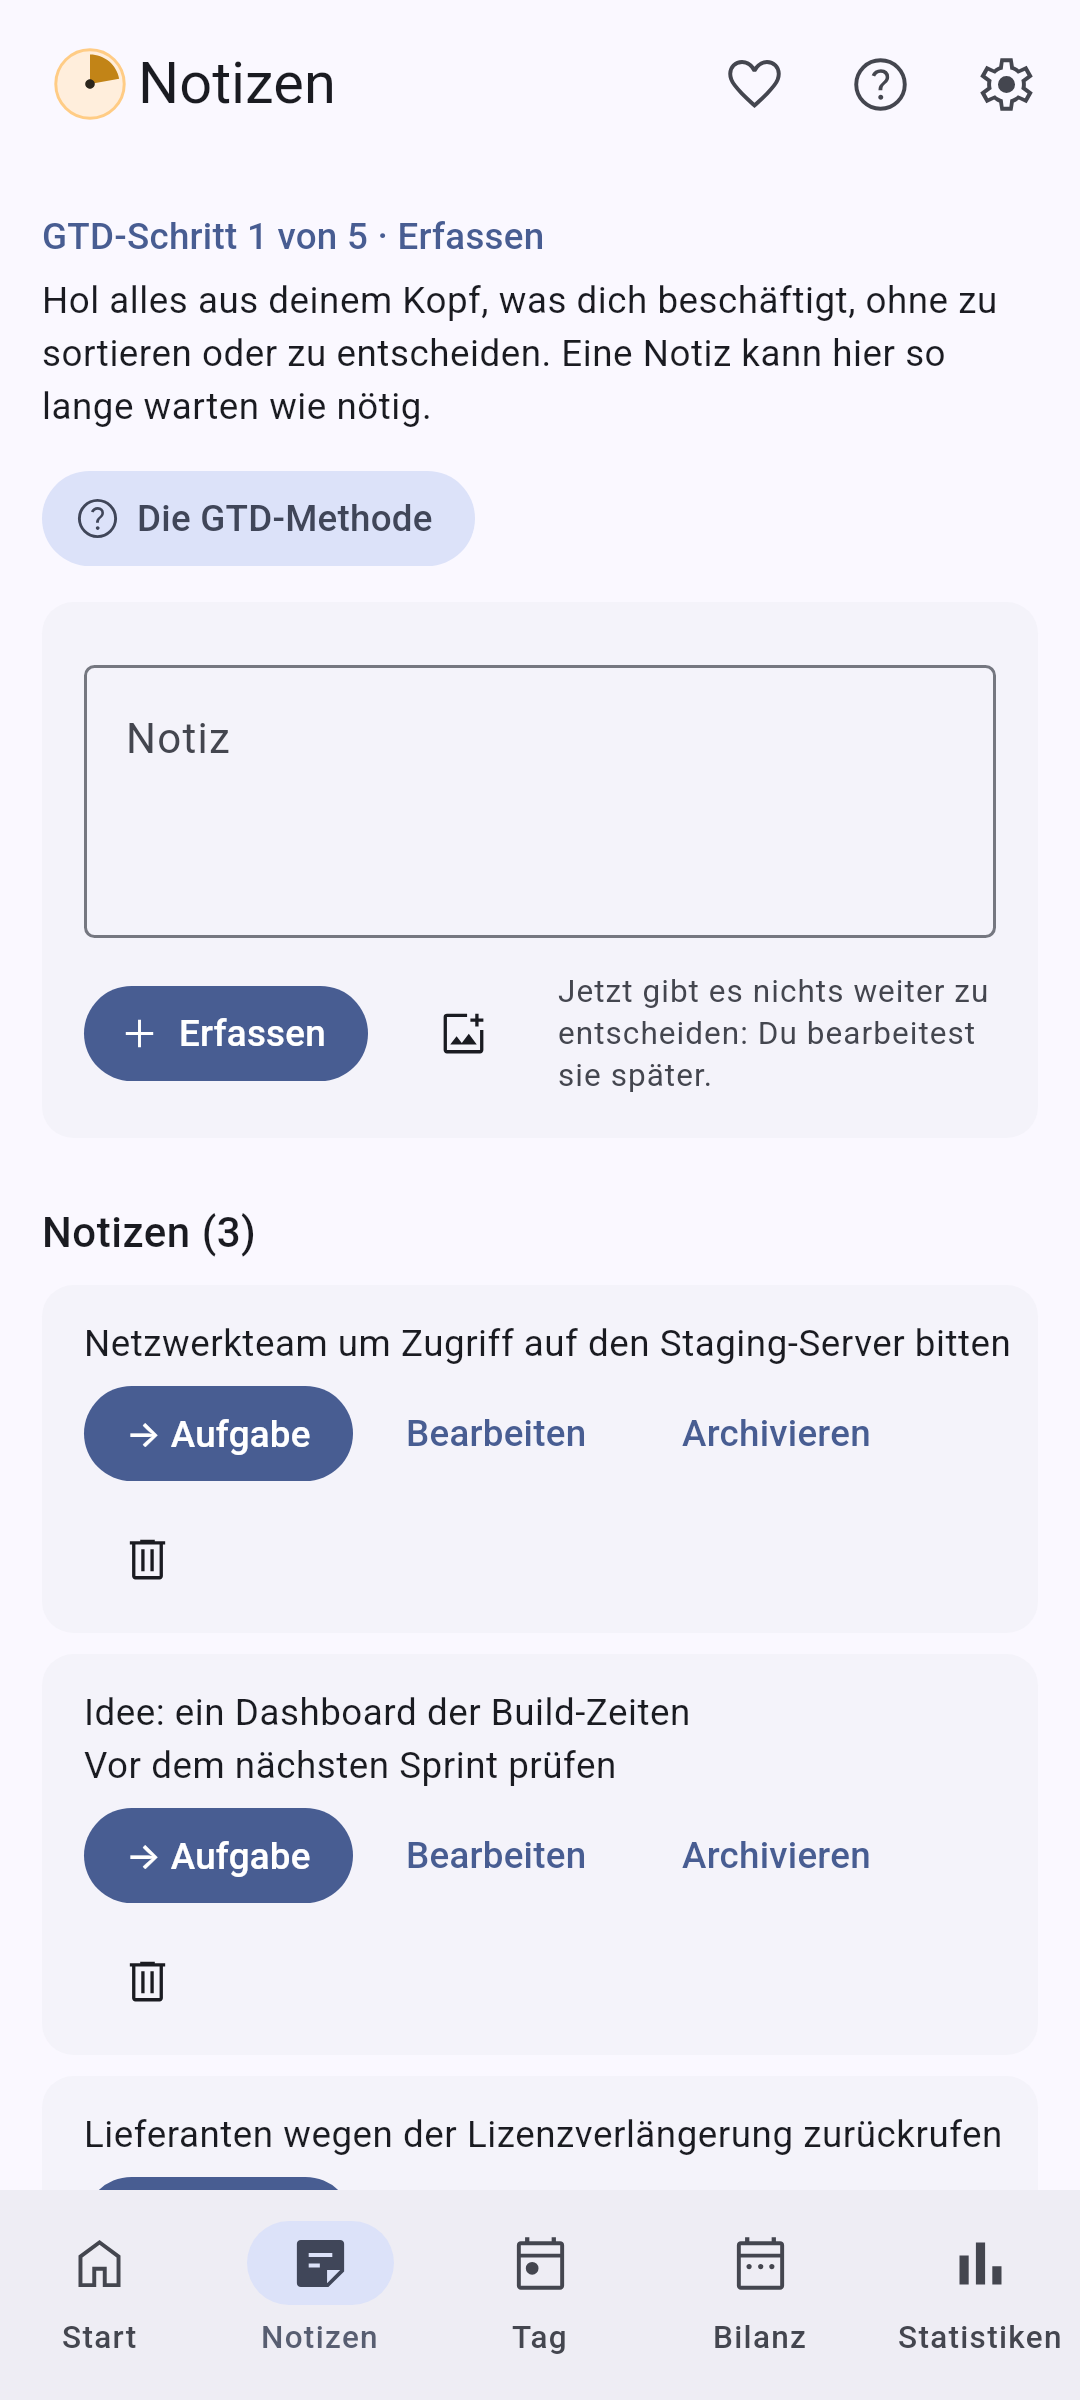 Notizen
GTD-Schritt 1 von 5 · Erfassen
Hol alles aus deinem Kopf, was dich beschäftigt, ohne zu
sortieren oder zu entscheiden. Eine Notiz kann hier so
lange warten wie nötig.
Die GTD-Methode
Notiz
Erfassen
Jetzt gibt es nichts weiter zu
entscheiden: Du bearbeitest
sie später.
Notizen (3)
Netzwerkteam um Zugriff auf den Staging-Server bitten
→ Aufgabe Bearbeiten Archivieren
Idee: ein Dashboard der Build-Zeiten
Vor dem nächsten Sprint prüfen
→ Aufgabe Bearbeiten Archivieren
Lieferanten wegen der Lizenzverlängerung zurückrufen
Start Notizen Tag Bilanz Statistiken